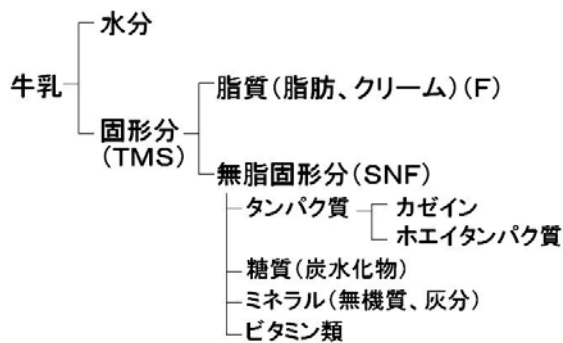 水分
牛乳
脂質(脂肪、クリーム)(F)
固形分
(TMS)
無脂固形分(SNF)
タンパク質
カゼイン
ホエイタンパク質
糖質(炭水化物)
ミネラル(無機質、灰分)
ビタミン類